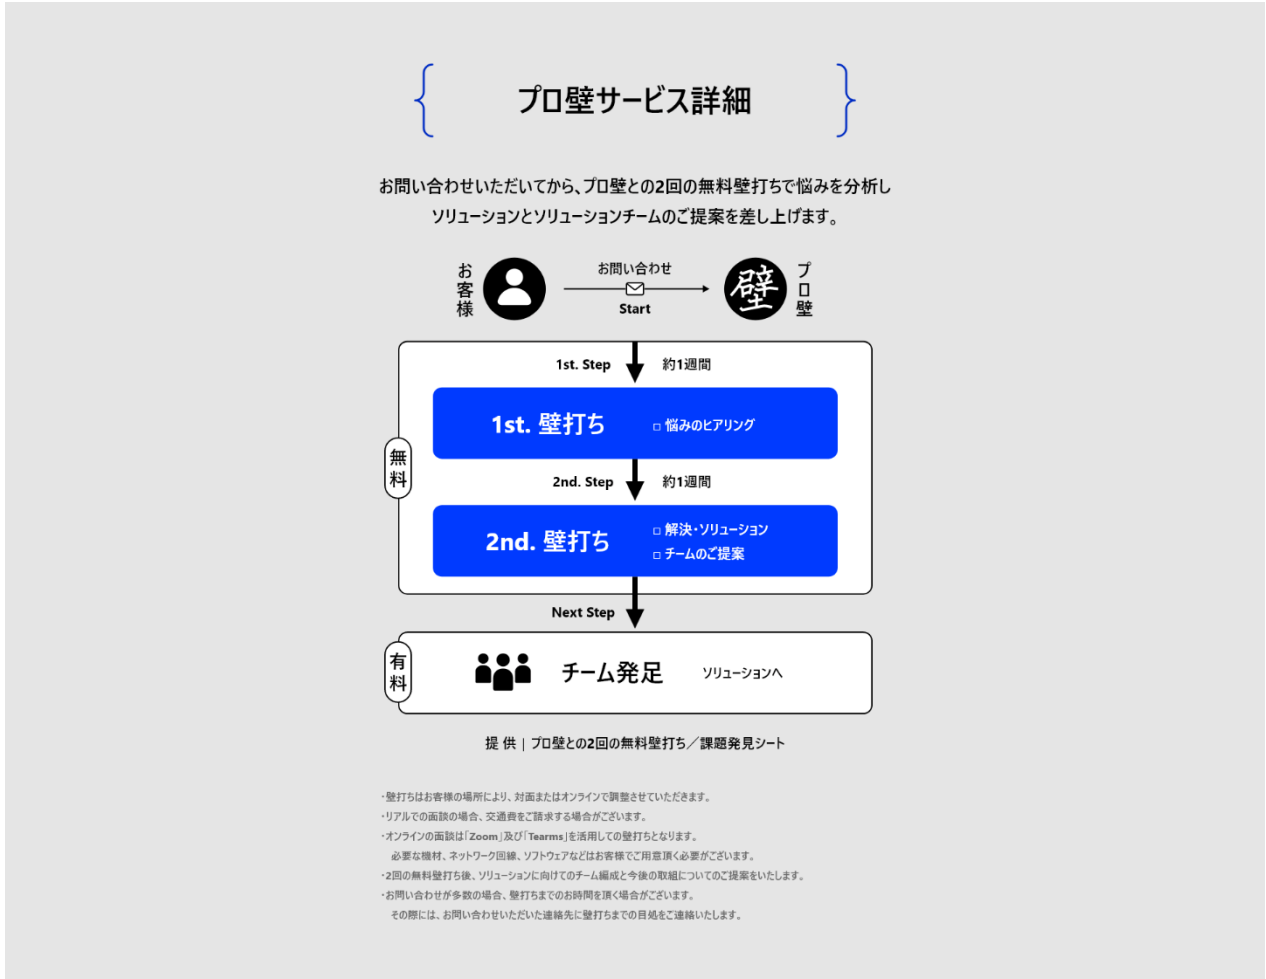 プロ壁サービス詳細
お問い合わせいただいてから、プロ壁との2回の無料壁打ちで悩みを分析し
ソリューションとソリューションチームのご提案を差し上げます。
お客様
お問い合わせ
Start
壁
プロ壁
1st. Step 約1週間
1st. 壁打ち □ 悩みのヒアリング
無料
2nd. Step 約1週間
2nd. 壁打ち
□ 解決・ソリューション
□ チームのご提案
Next Step
有料
チーム発足 ソリューションへ
提 供 | プロ壁との2回の無料壁打ち／課題発見シート
・壁打ちはお客様の場所により、対面またはオンラインで調整させていただきます。
・リアルでの面談の場合、交通費をご請求する場合がございます。
・オンラインの面談は「Zoom」及び「Tearms」を活用しての壁打ちとなります。
必要な機材、ネットワーク回線、ソフトウェアなどはお客様でご用意頂く必要がございます。
・2回の無料壁打ち後、ソリューションに向けてのチーム編成と今後の取組についてのご提案をいたします。
・お問い合わせが多数の場合、壁打ちまでのお時間を頂く場合がございます。
その際には、お問い合わせいただいた連絡先に壁打ちまでの目処をご連絡いたします。